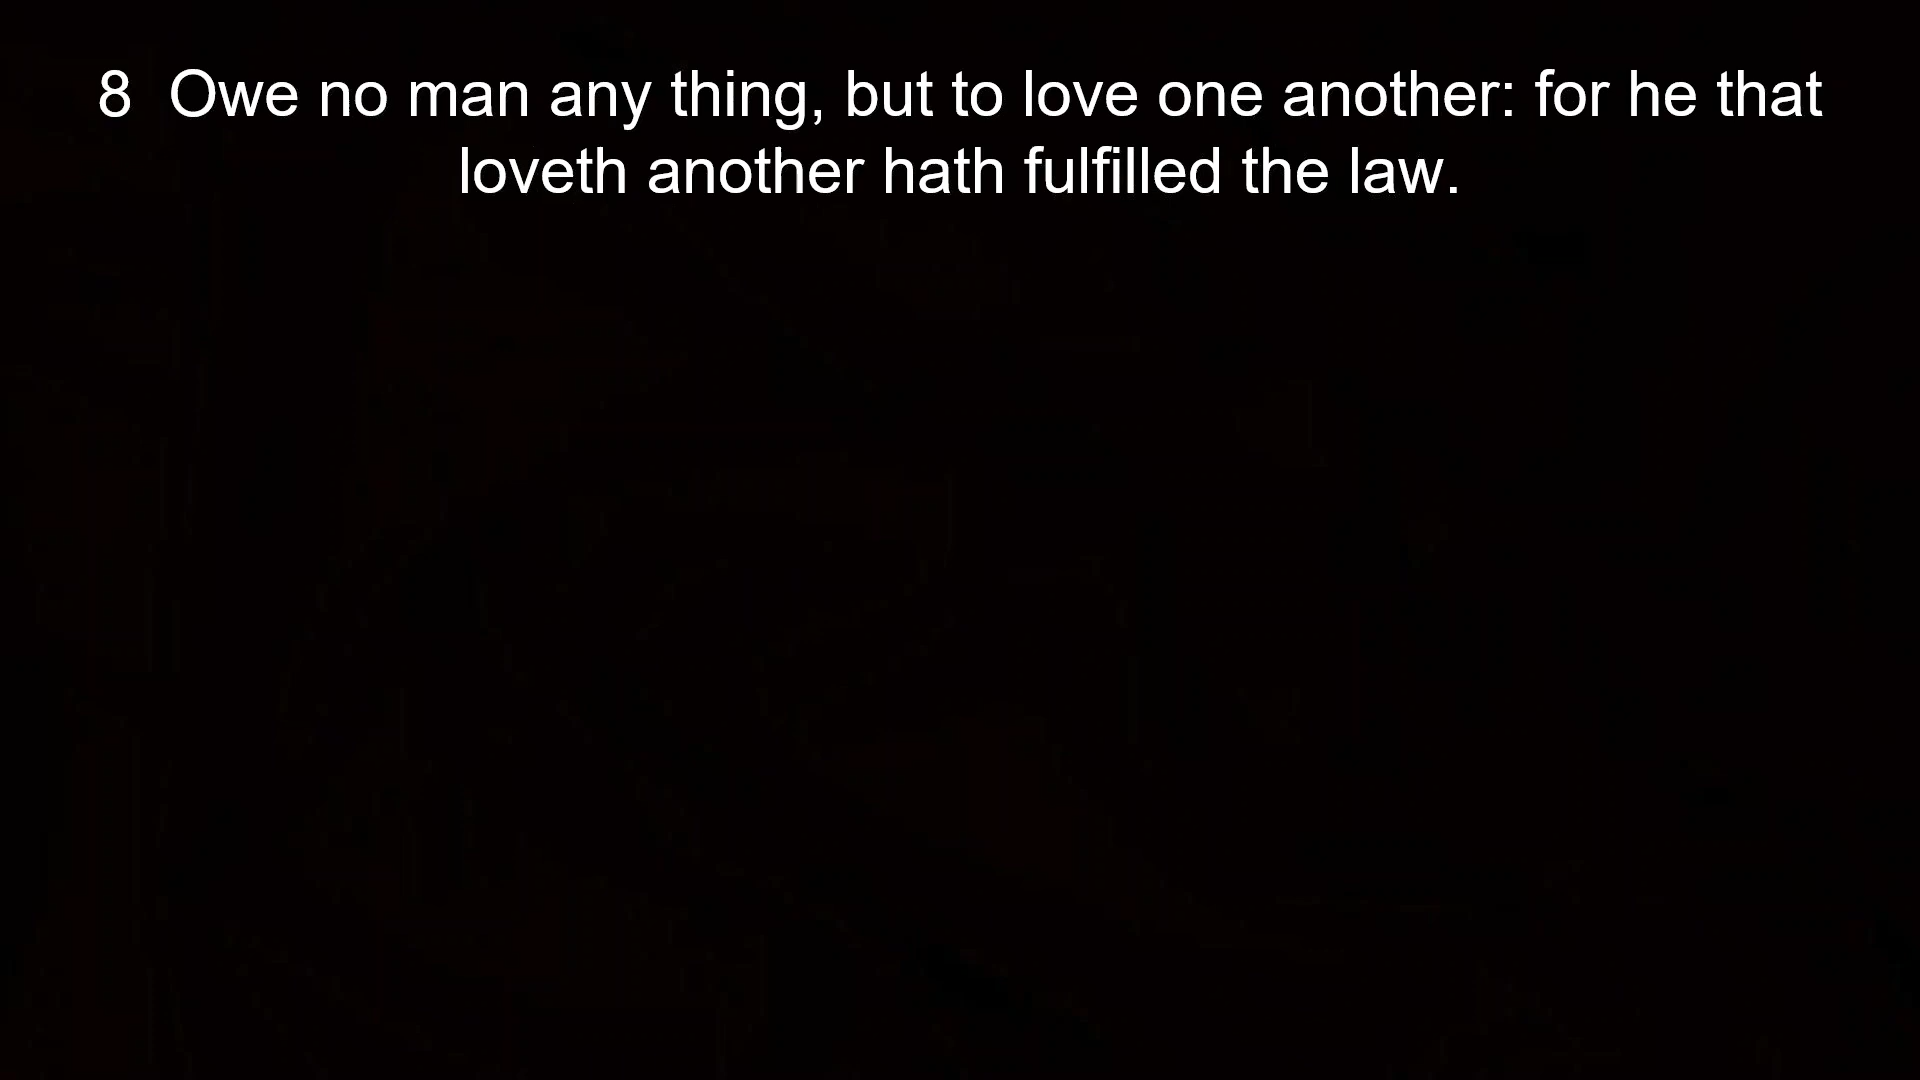 8  Owe no man any thing, but to love one another: for he that
loveth another hath fulfilled the law.